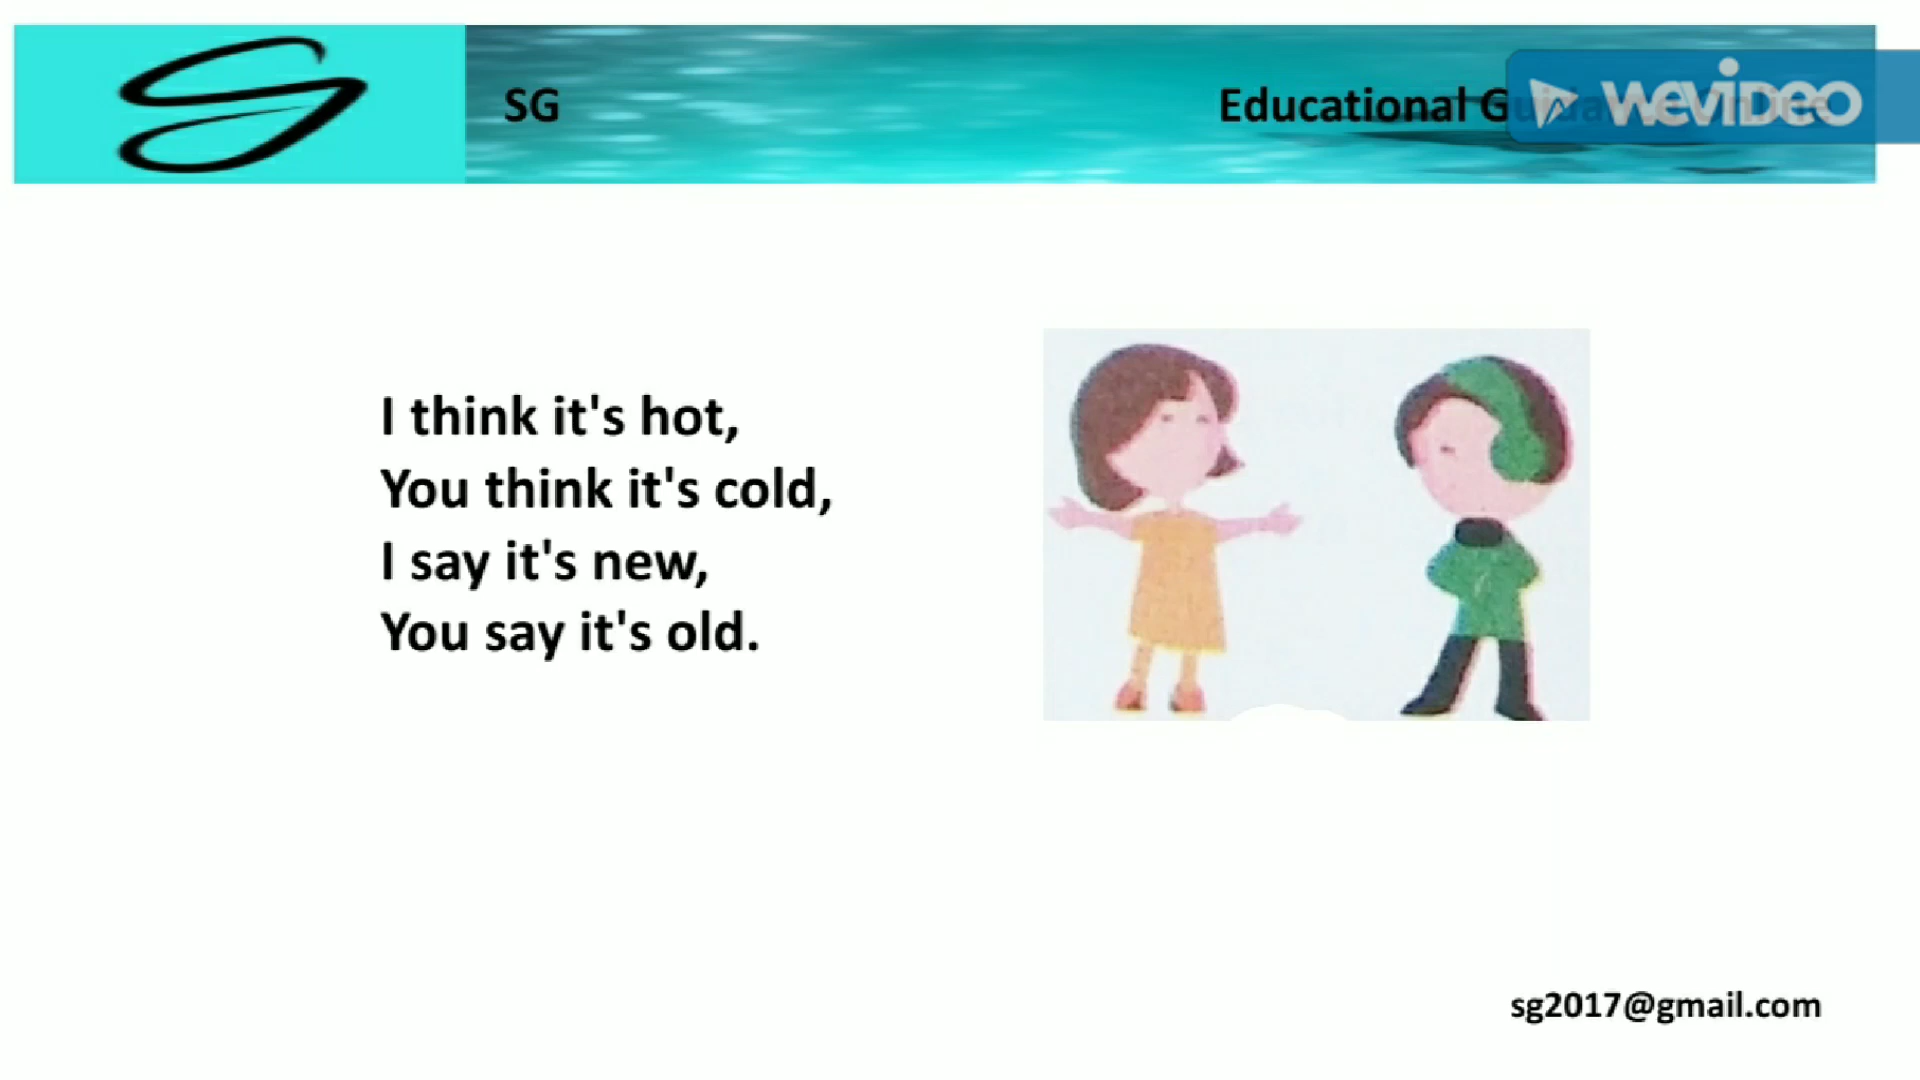 SG
Educational
wevideo
I think it's hot,
You think it's cold,
I say it's new,
You say it's old.
sg2017@gmail.com